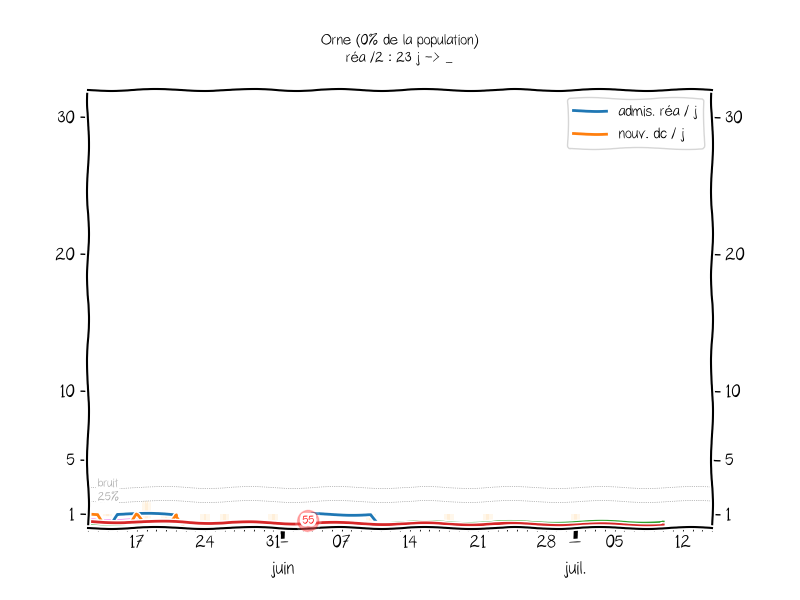 Orne (0% de la population)
réa /2 : 23 j -> _
admis. réa / j
nouv. dc / j
30 30
20 20
10 10
5 5
bruit
25%
1 1
55
17 24 31 07 14 21 28 05 12
juin juil.